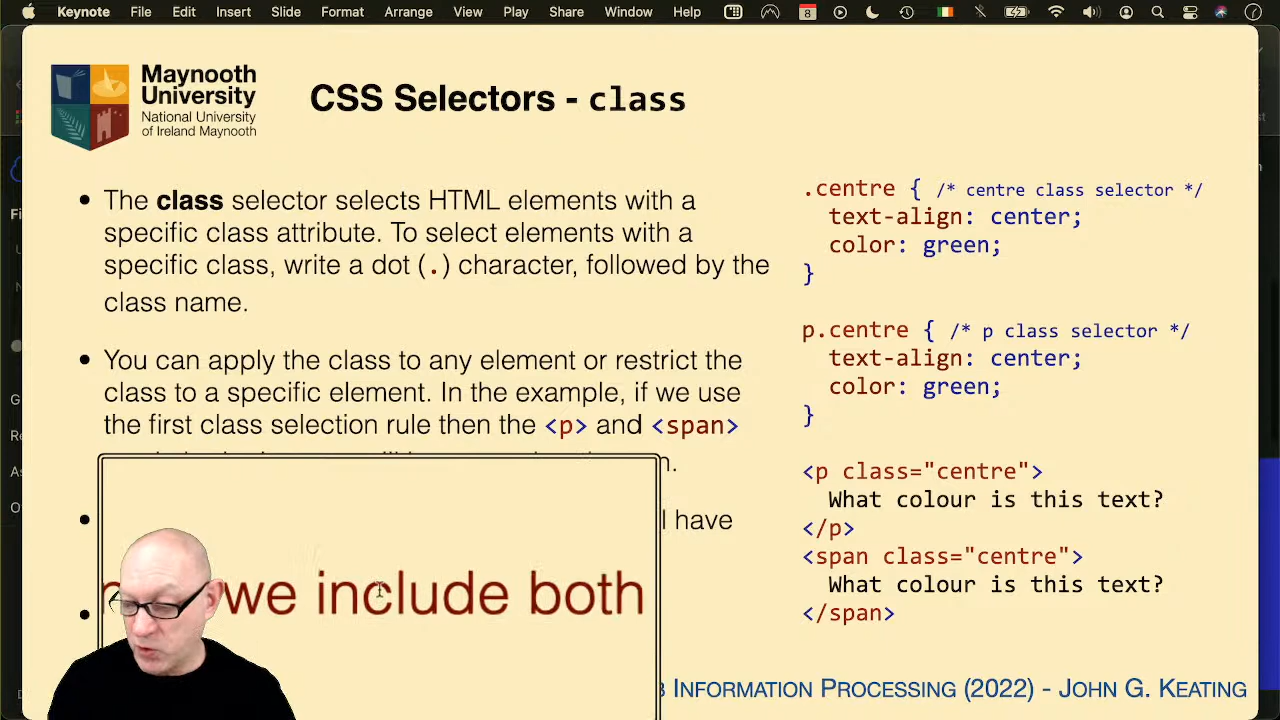 Keynote File Edit Insert Slide Format Arrange View Play Share Window Help 8
Maynooth
University
National University
of Ireland Maynooth
CSS Selectors - class
• The class selector selects HTML elements with a
specific class attribute. To select elements with a
specific class, write a dot (.) character, followed by the
class name.
• You can apply the class to any element or restrict the
class to a specific element. In the example, if we use
the first class selection rule then the <p> and <span>
have
we include both
.centre { /* centre class selector */
text-align: center;
color: green;
}
p.centre { /* p class selector */
text-align: center;
color: green;
}
<p class="centre">
What colour is this text?
</p>
<span class="centre">
What colour is this text?
</span>
Information Processing (2022) - John G. Keating